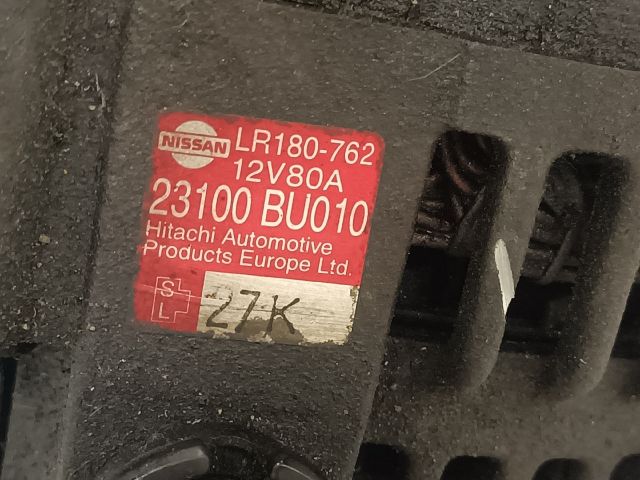 NISSAN LR180-762
12V80A
23100 BU010
Hitachi Automotive
Products Europe Ltd.
S
L
27K